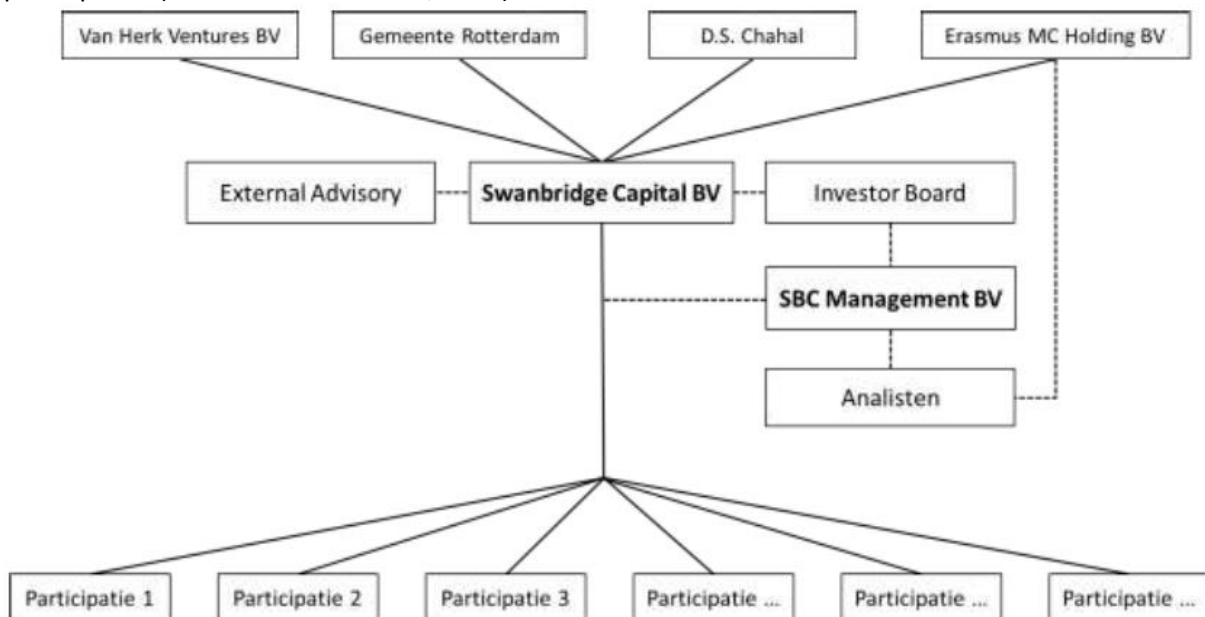 Van Herk Ventures BV
Gemeente Rotterdam
D.S. Chahal
Erasmus MC Holding BV
External Advisory
Swanbridge Capital BV
Investor Board
SBC Management BV
Analisten
Participatie 1
Participatie 2
Participatie 3
Participatie ...
Participatie ...
Participatie ...